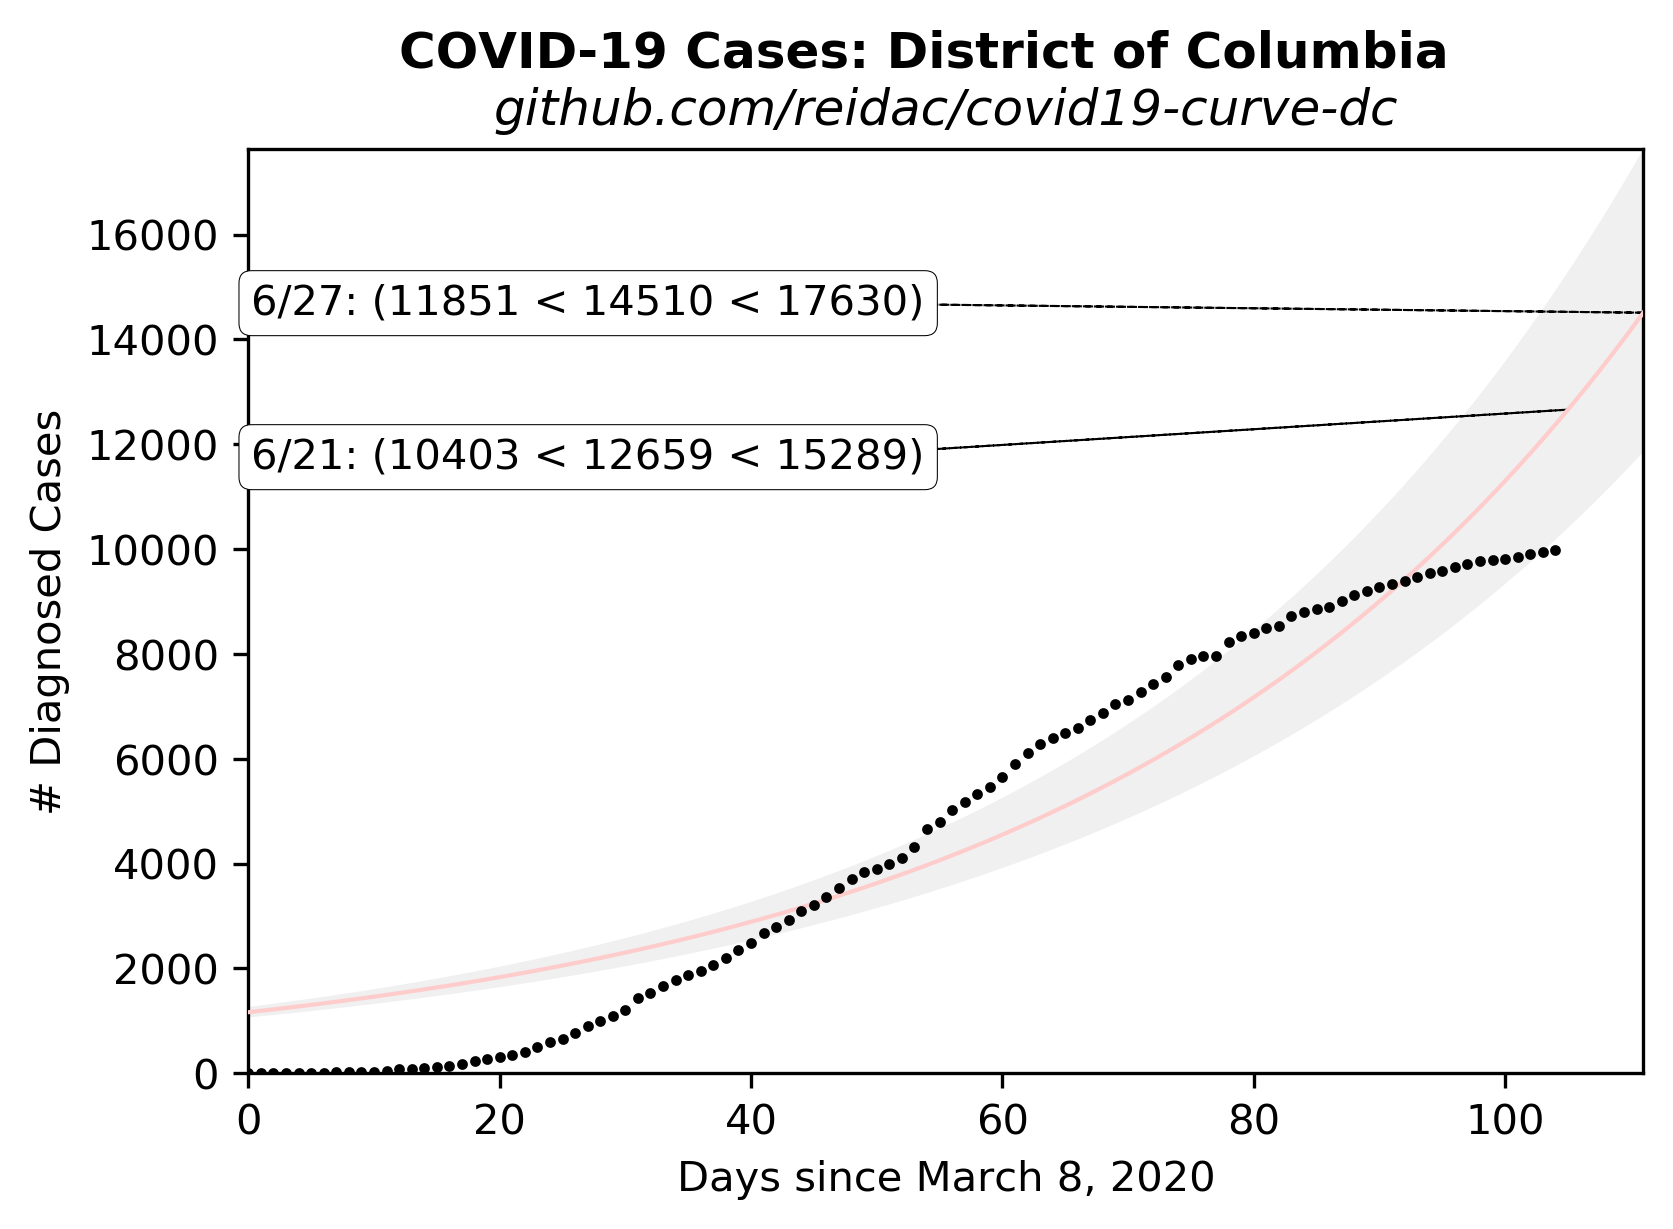 COVID-19 Cases: District of Columbia
github.com/reidac/covid19-curve-dc
16000
6/27: (11851 < 14510 < 17630)
14000
12000
6/21: (10403 < 12659 < 15289)
10000
8000
6000
4000
2000
0
# Diagnosed Cases
0 20 40 60 80 100
Days since March 8, 2020